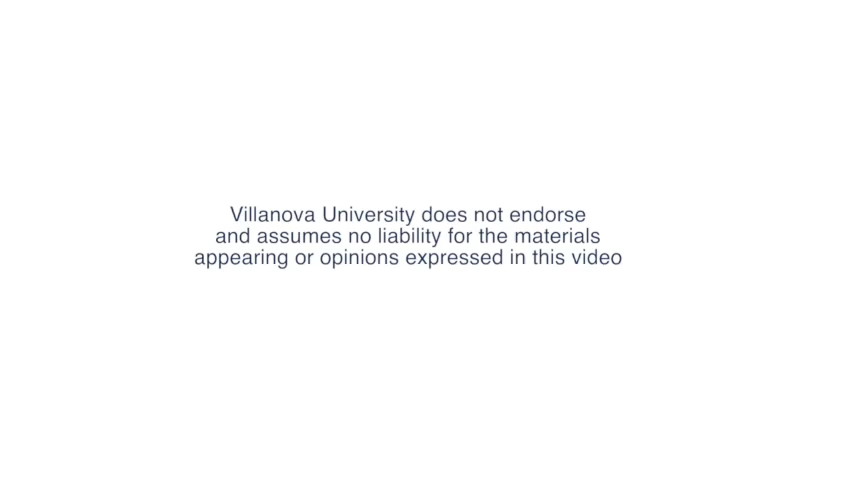 Villanova University does not endorse
and assumes no liability for the materials
appearing or opinions expressed in this video